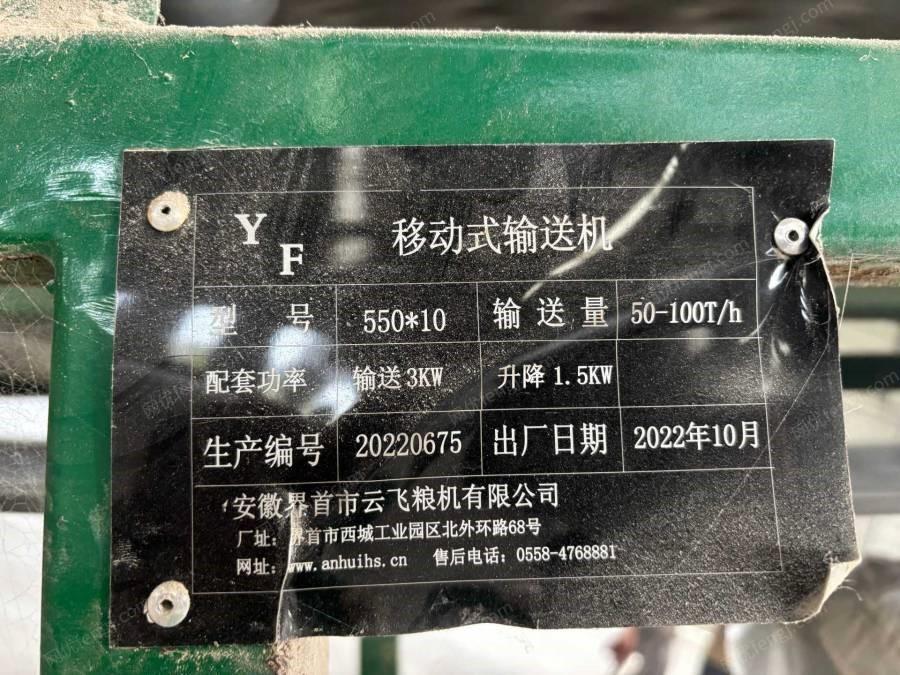 Y F 移动式输送机
型 号 550*10 输 送 量 50-100T/h
配套功率 输送 3KW 升降 1.5KW
生产编号 20220675 出厂日期 2022年10月
安徽界首市云飞粮机有限公司
厂址: 界首市西城工业园区北外环路68号
网址: www.anhuihs.cn 售后电话: 0558-4768881